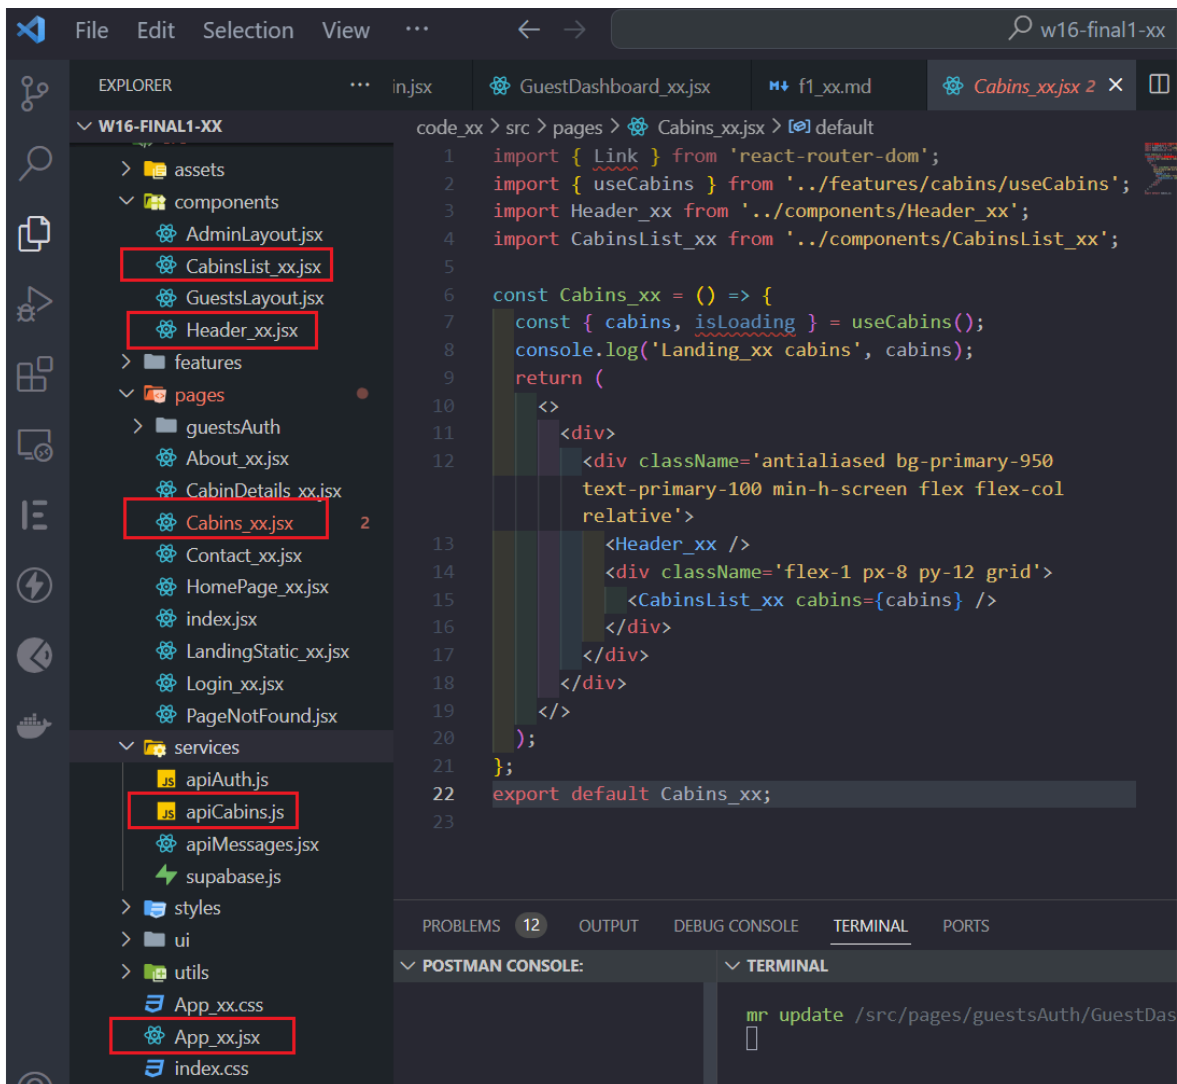 File Edit Selection View ··· w16-final1-xx
EXPLORER ··· in.jsx GuestDashboard_xx.jsx f1_xx.md Cabins_xx.jsx 2
W16-FINAL1-XX
code_xx > src > pages > Cabins_xx.jsx > default
assets
components
AdminLayout.jsx
CabinsList_xx.jsx
GuestsLayout.jsx
Header_xx.jsx
features
pages
guestsAuth
About_xx.jsx
CabinDetails_xx.jsx
Cabins_xx.jsx 2
Contact_xx.jsx
HomePage_xx.jsx
index.jsx
LandingStatic_xx.jsx
Login_xx.jsx
PageNotFound.jsx
services
JS apiAuth.js
JS apiCabins.js
apiMessages.jsx
supabase.js
styles
ui
utils
App_xx.css
App_xx.jsx
index.css
1 import { Link } from 'react-router-dom';
2 import { useCabins } from '../features/cabins/useCabins';
3 import Header_xx from '../components/Header_xx';
4 import CabinsList_xx from '../components/CabinsList_xx';
5
6 const Cabins_xx = () => {
7 const { cabins, isLoading } = useCabins();
8 console.log('Landing_xx cabins', cabins);
9 return (
10 <>
11 <div>
12 <div className='antialiased bg-primary-950
text-primary-100 min-h-screen flex flex-col
relative'>
13 <Header_xx />
14 <div className='flex-1 px-8 py-12 grid'>
15 <CabinsList_xx cabins={cabins} />
16 </div>
17 </div>
18 </div>
19 </>
20 );
21 };
22 export default Cabins_xx;
23
PROBLEMS 12 OUTPUT DEBUG CONSOLE TERMINAL PORTS
POSTMAN CONSOLE: TERMINAL
mr update /src/pages/guestsAuth/GuestDas